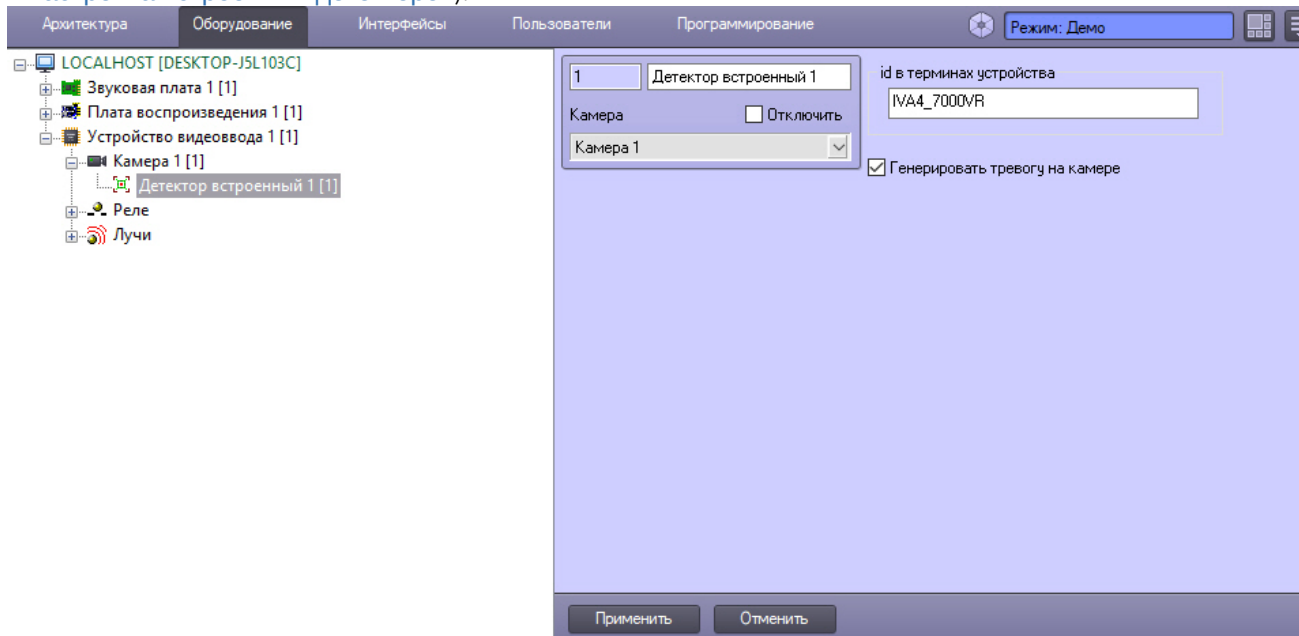 Архитектура Оборудование Интерфейсы Пользователи Программирование Режим: Демо
LOCALHOST [DESKTOP-J5L103C]
Звуковая плата 1 [1]
Плата воспроизведения 1 [1]
Устройство видеоввода 1 [1]
Камера 1 [1]
Детектор встроенный 1 [1]
Реле
Лучи
1 Детектор встроенный 1
Камера Отключить
Камера 1
id в терминах устройства
IVA4_7000VR
Генерировать тревогу на камере
Применить Отменить